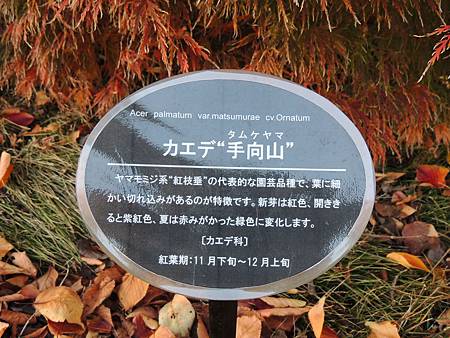 Acer palmatum var.matsumurae cv.Ornatum
タムケヤマ
カエデ“手向山”
ヤマモミジ系“紅枝垂”の代表的な園芸品種で、葉に細
かい切れ込みがあるのが特徴です。新芽は紅色、開きき
ると紫紅色、夏は赤みがかった緑色に変化します。
〔カエデ科〕
紅葉期：11月下旬〜12月上旬